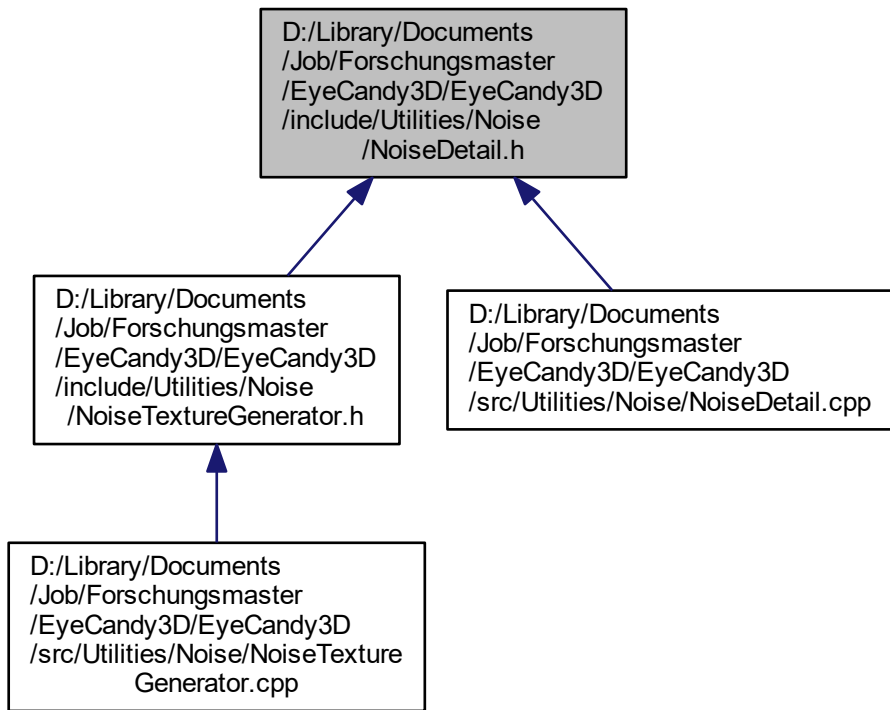 D:/Library/Documents
/Job/Forschungsmaster
/EyeCandy3D/EyeCandy3D
/include/Utilities/Noise
/NoiseDetail.h
D:/Library/Documents
/Job/Forschungsmaster
/EyeCandy3D/EyeCandy3D
/include/Utilities/Noise
/NoiseTextureGenerator.h
D:/Library/Documents
/Job/Forschungsmaster
/EyeCandy3D/EyeCandy3D
/src/Utilities/Noise/NoiseDetail.cpp
D:/Library/Documents
/Job/Forschungsmaster
/EyeCandy3D/EyeCandy3D
/src/Utilities/Noise/NoiseTexture
Generator.cpp